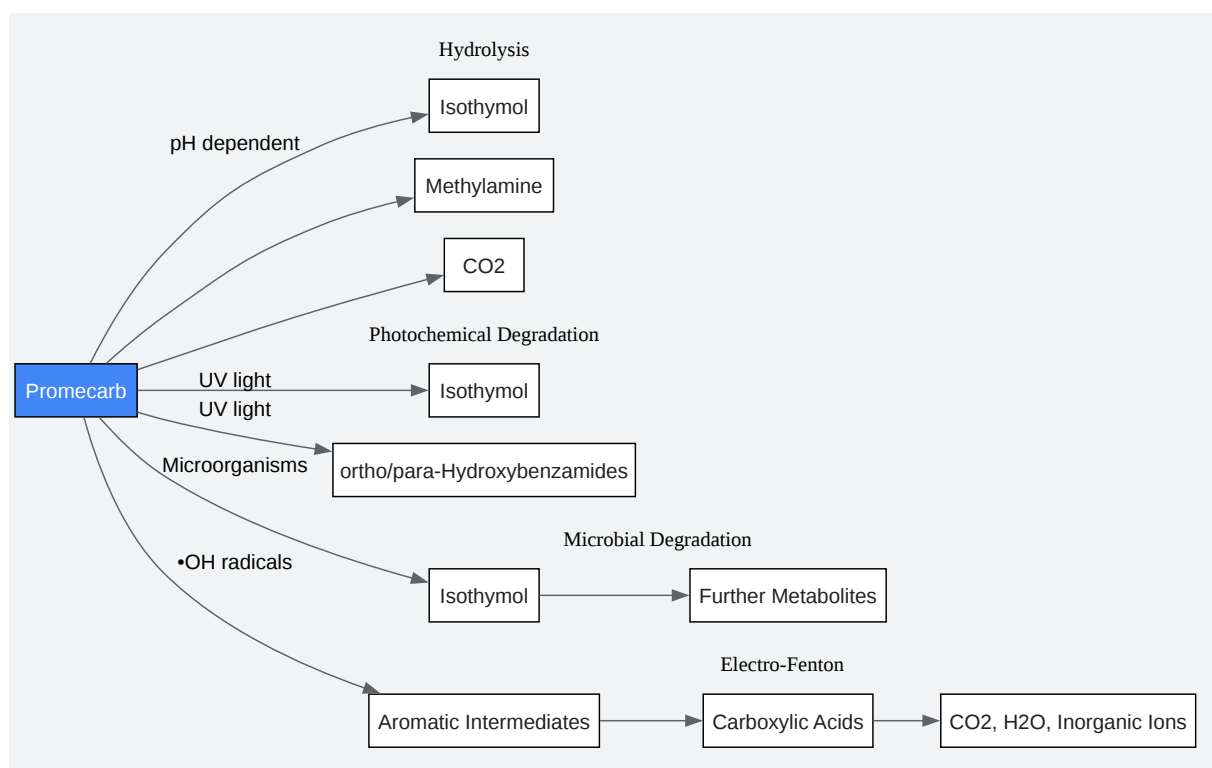 Hydrolysis
Isothymol
pH dependent
Methylamine
CO2
Photochemical Degradation
Promecarb
UV light
Isothymol
UV light
Microorganisms
ortho/para-Hydroxybenzamides
Microbial Degradation
•OH radicals
Isothymol
Further Metabolites
Electro-Fenton
Aromatic Intermediates
Carboxylic Acids
CO2, H2O, Inorganic Ions